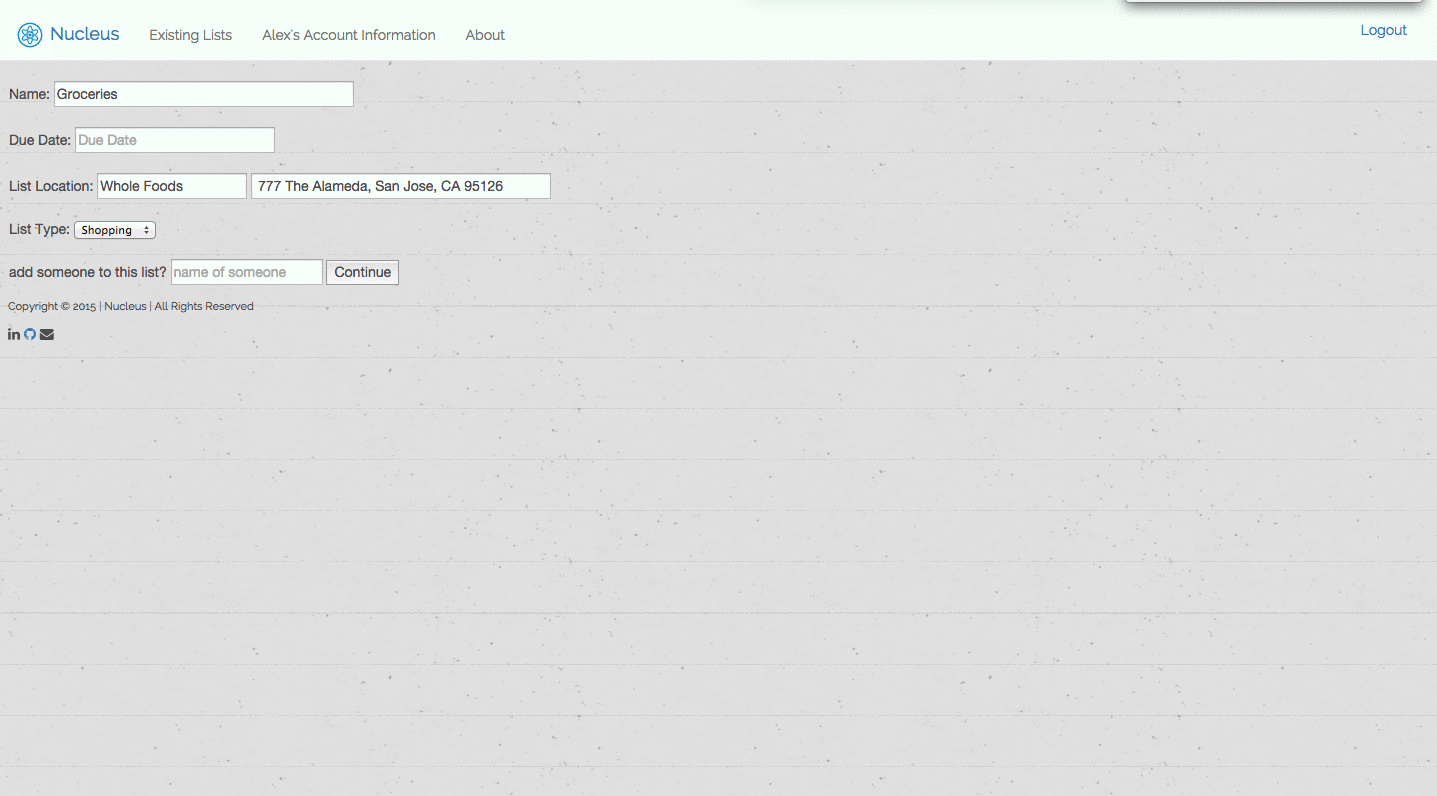 Nucleus Existing Lists Alex's Account Information About Logout
Name: Groceries
Due Date: Due Date
List Location: Whole Foods 777 The Alameda, San Jose, CA 95126
List Type: Shopping
add someone to this list? name of someone Continue
Copyright © 2015 | Nucleus | All Rights Reserved
in